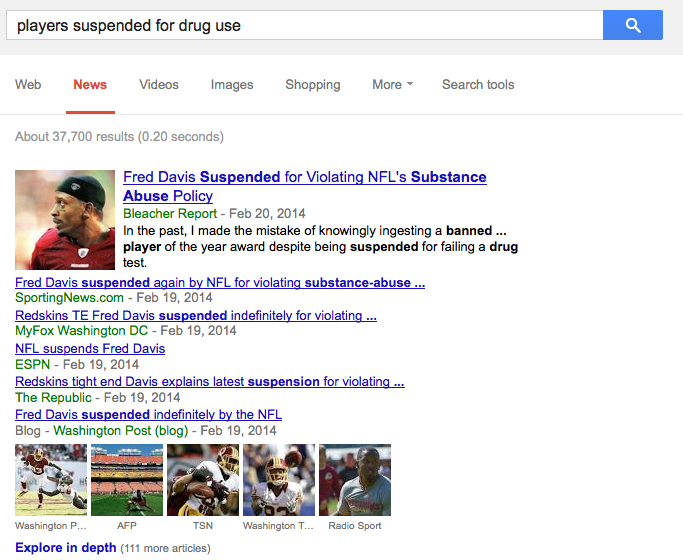 players suspended for drug use
Web News Videos Images Shopping More Search tools
About 37,700 results (0.20 seconds)
Fred Davis Suspended for Violating NFL's Substance
Abuse Policy
Bleacher Report - Feb 20, 2014
In the past, I made the mistake of knowingly ingesting a banned ...
player of the year award despite being suspended for failing a drug
test.
Fred Davis suspended again by NFL for violating substance-abuse ...
SportingNews.com - Feb 19, 2014
Redskins TE Fred Davis suspended indefinitely for violating ...
MyFox Washington DC - Feb 19, 2014
NFL suspends Fred Davis
ESPN - Feb 19, 2014
Redskins tight end Davis explains latest suspension for violating ...
The Republic - Feb 19, 2014
Fred Davis suspended indefinitely by the NFL
Blog - Washington Post (blog) - Feb 19, 2014
Washington P... AFP TSN Washington T... Radio Sport
Explore in depth (111 more articles)